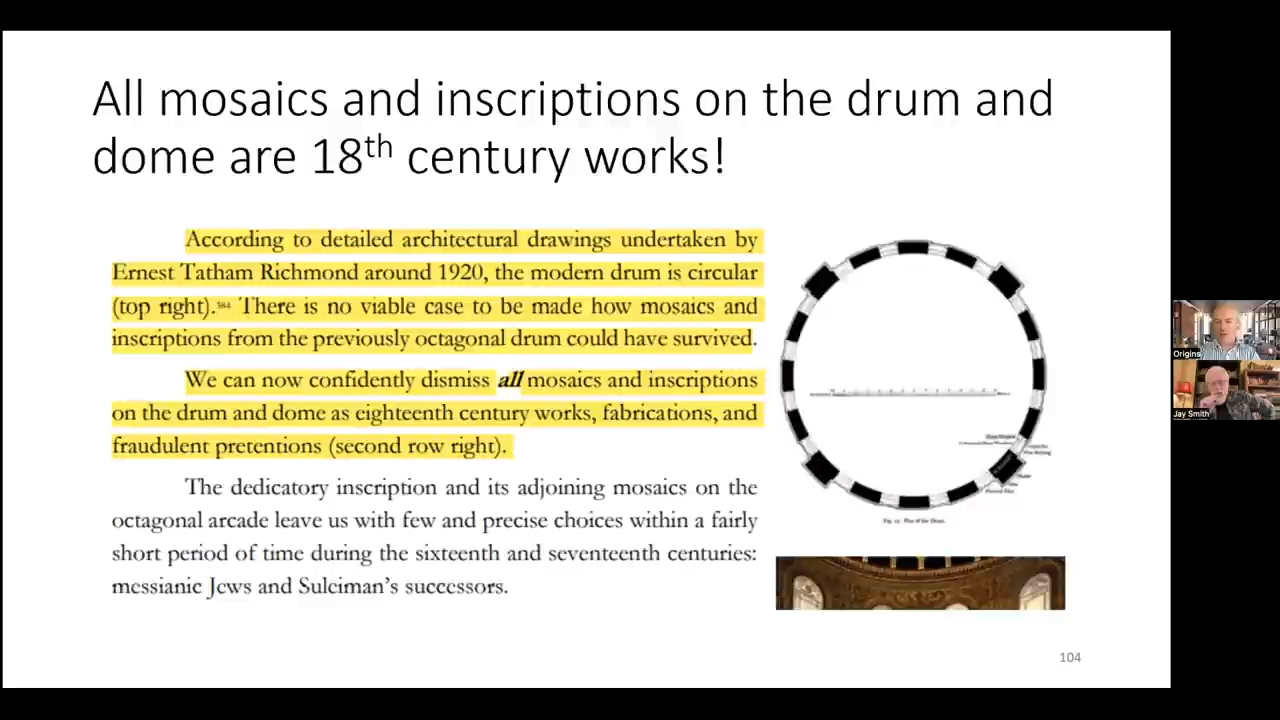 All mosaics and inscriptions on the drum and
dome are 18th century works!
According to detailed architectural drawings undertaken by
Ernest Tatham Richmond around 1920, the modern drum is circular
(top right).³⁸⁴ There is no viable case to be made how mosaics and
inscriptions from the previously octagonal drum could have survived.
We can now confidently dismiss all mosaics and inscriptions
on the drum and dome as eighteenth century works, fabrications, and
fraudulent pretentions (second row right).
The dedicatory inscription and its adjoining mosaics on the
octagonal arcade leave us with few and precise choices within a fairly
short period of time during the sixteenth and seventeenth centuries:
messianic Jews and Suleiman's successors.
Plan of the Drum.
104
Origins
Jay Smith